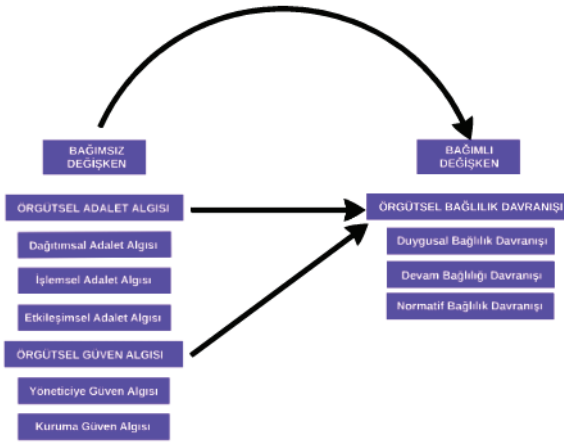 BAĞIMSIZ
DEĞİŞKEN
ÖRGÜTSEL ADALET ALGISI
Dağıtımsal Adalet Algısı
İşlemsel Adalet Algısı
Etkileşimsel Adalet Algısı
ÖRGÜTSEL GÜVEN ALGISI
Yöneticiye Güven Algısı
Kuruma Güven Algısı
BAĞIMLI
DEĞİŞKEN
ÖRGÜTSEL BAĞLILIK DAVRANIŞI
Duygusal Bağlılık Davranışı
Devam Bağlılığı Davranışı
Normatif Bağlılık Davranışı